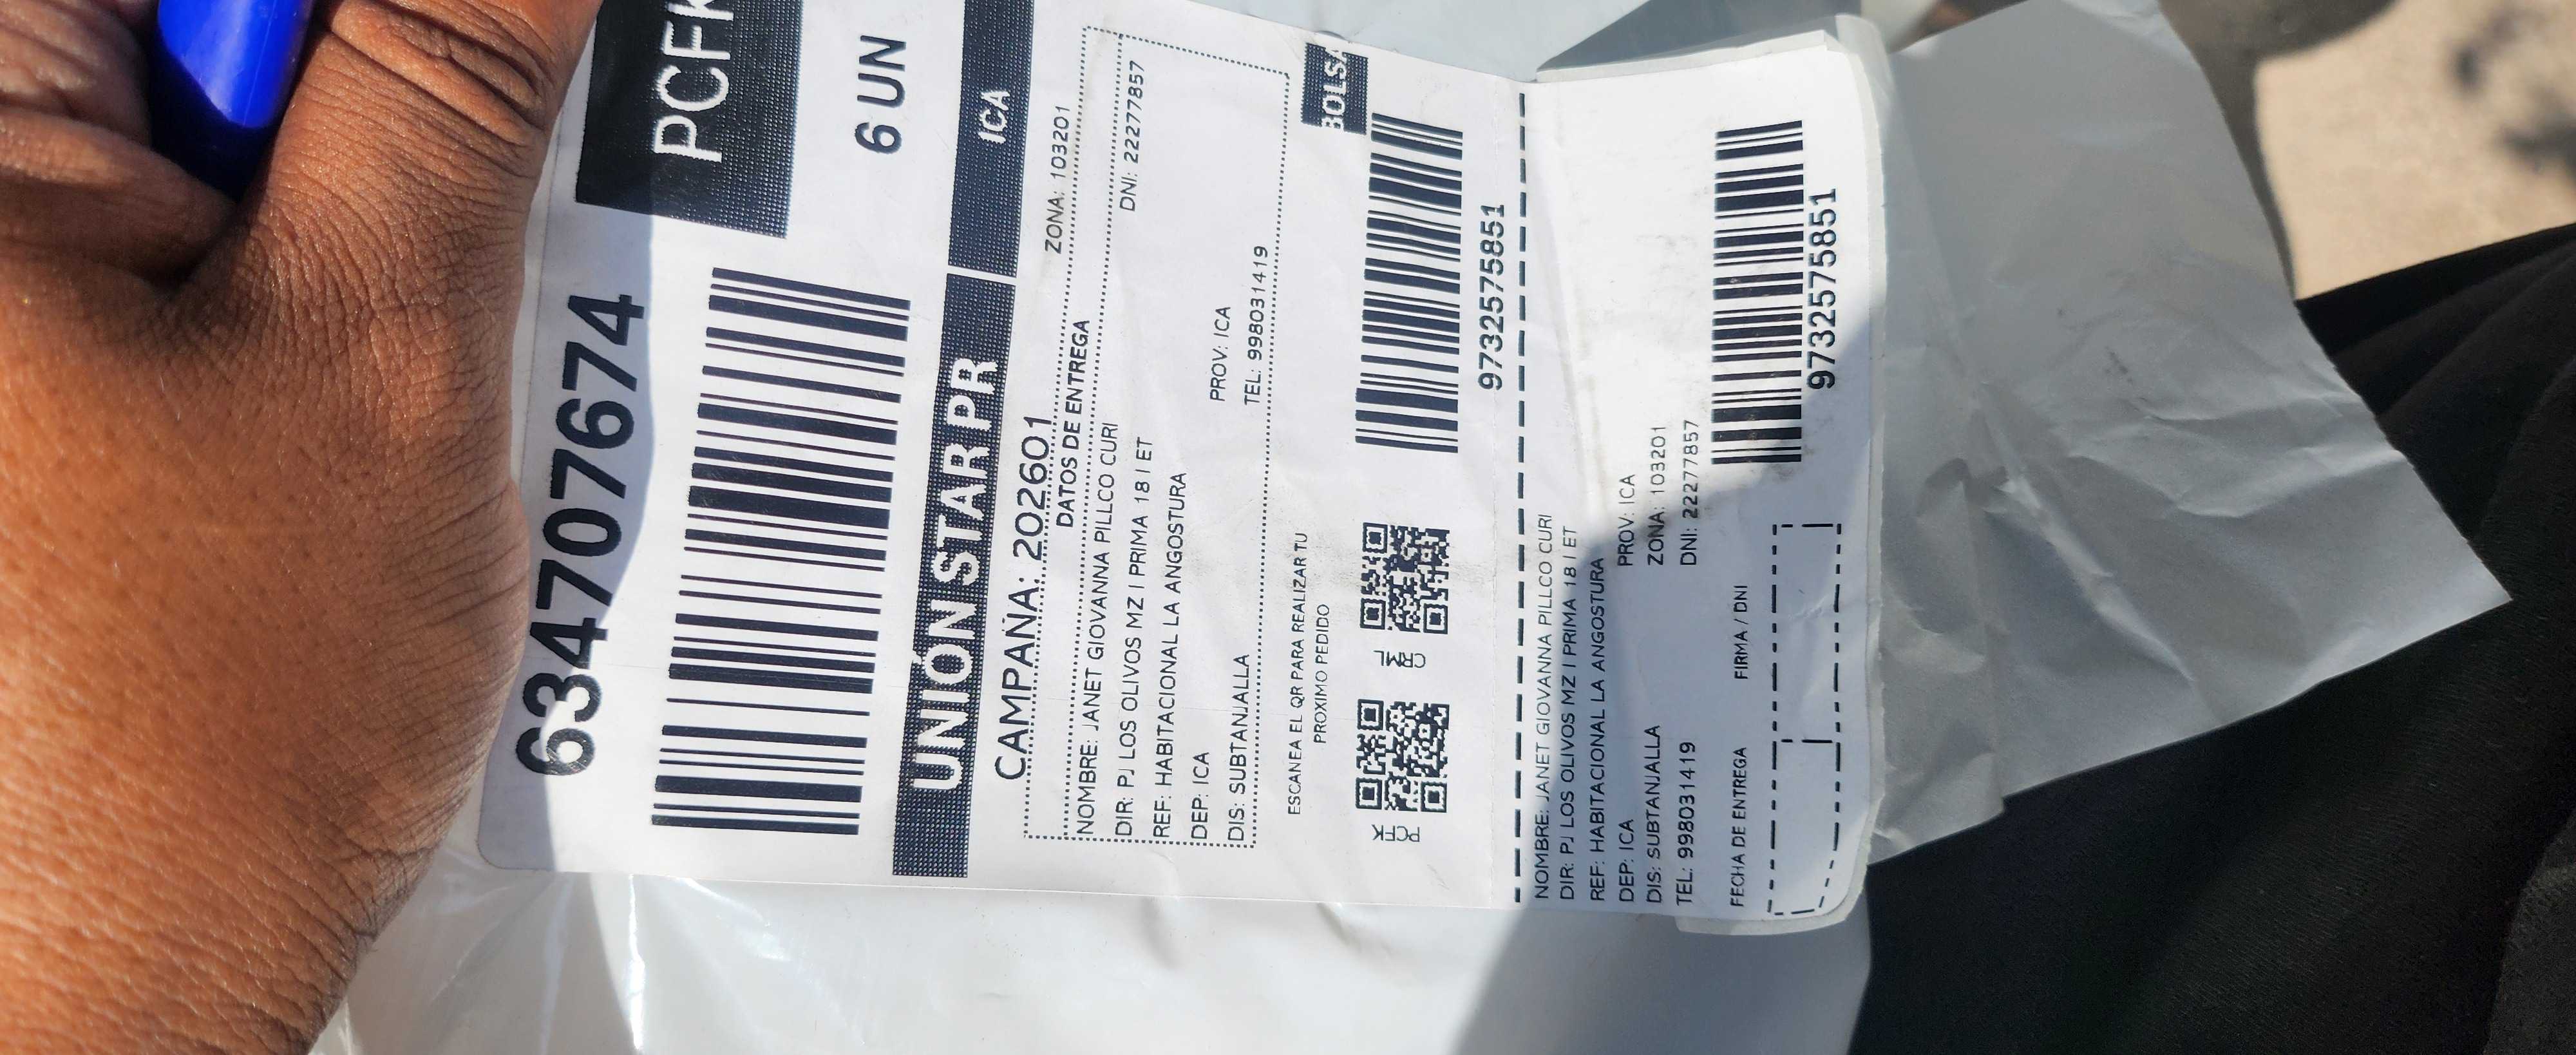 634707674
PCFK
6 UN
UNIÓN STAR PR
ICA
CAMPAÑA: 202601
ZONA: 103201
DATOS DE ENTREGA
NOMBRE: JANET GIOVANNA PILLCO CURI
DNI: 22277857
DIR: PJ LOS OLIVOS MZ I PRIMA 18 I ET
REF: HABITACIONAL LA ANGOSTURA
DEP: ICA
PROV: ICA
DIS: SUBTANJALLA
TEL: 998031419
ESCANEA EL QR PARA REALIZAR TU
PROXIMO PEDIDO
BOLSA
PCFK
9732575851
NOMBRE: JANET GIOVANNA PILLCO CURI
DIR: PJ LOS OLIVOS MZ I PRIMA 18 I ET
REF: HABITACIONAL LA ANGOSTURA
DEP: ICA
PROV: ICA
DIS: SUBTANJALLA
ZONA: 103201
TEL: 998031419
DNI: 22277857
FECHA DE ENTREGA
FIRMA / DNI
9732575851